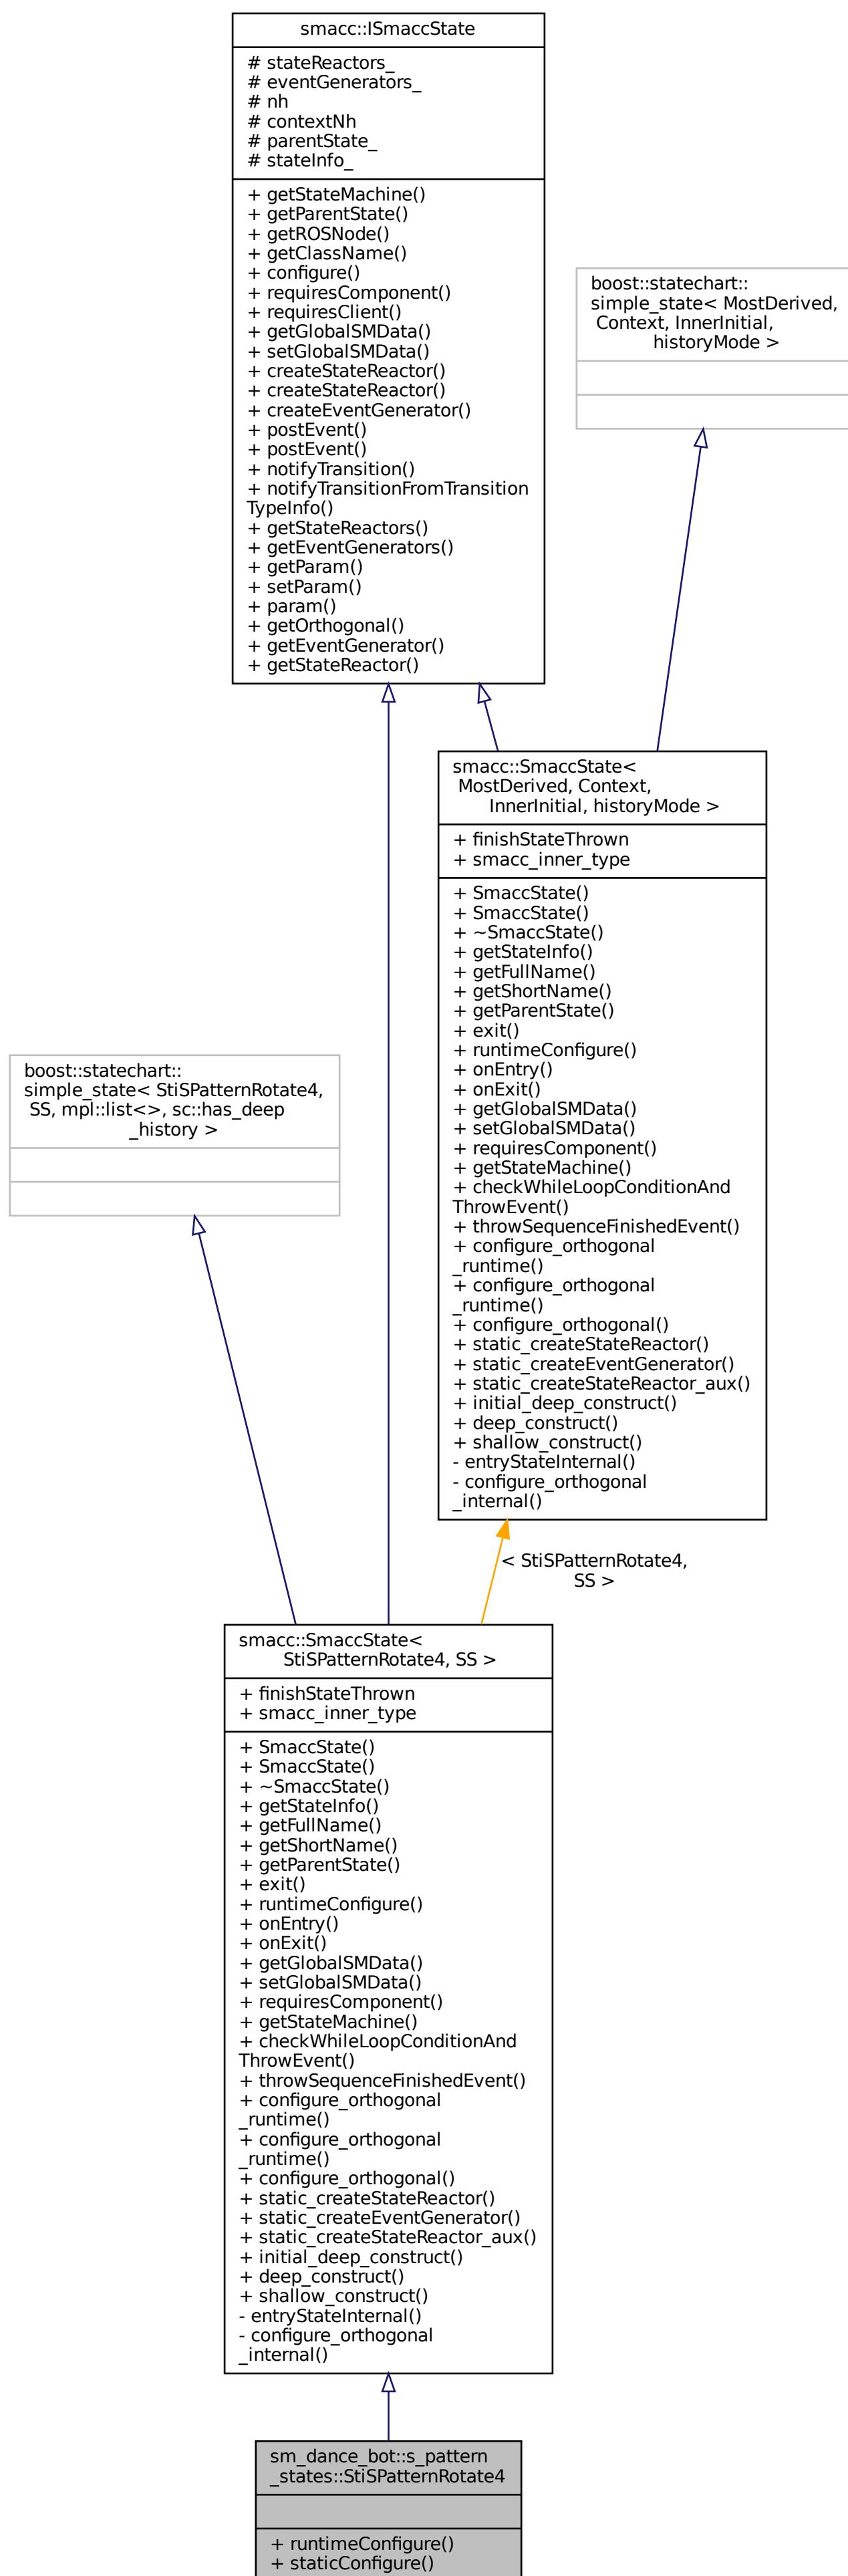 smacc::ISmaccState
# stateReactors_
# eventGenerators_
# nh
# contextNh
# parentState_
# stateInfo_
+ getStateMachine()
+ getParentState()
+ getROSNode()
+ getClassName()
+ configure()
+ requiresComponent()
+ requiresClient()
+ getGlobalSMData()
+ setGlobalSMData()
+ createStateReactor()
+ createStateReactor()
+ createEventGenerator()
+ postEvent()
+ postEvent()
+ notifyTransition()
+ notifyTransitionFromTransition
TypeInfo()
+ getStateReactors()
+ getEventGenerators()
+ getParam()
+ setParam()
+ param()
+ getOrthogonal()
+ getEventGenerator()
+ getStateReactor()
boost::statechart::
simple_state< MostDerived,
Context, InnerInitial,
historyMode >
smacc::SmaccState<
MostDerived, Context,
InnerInitial, historyMode >
+ finishStateThrown
+ smacc_inner_type
+ SmaccState()
+ SmaccState()
+ ~SmaccState()
+ getStateInfo()
+ getFullName()
+ getShortName()
+ getParentState()
+ exit()
+ runtimeConfigure()
+ onEntry()
+ onExit()
+ getGlobalSMData()
+ setGlobalSMData()
+ requiresComponent()
+ getStateMachine()
+ checkWhileLoopConditionAnd
ThrowEvent()
+ throwSequenceFinishedEvent()
+ configure_orthogonal
_runtime()
+ configure_orthogonal
_runtime()
+ configure_orthogonal()
+ static_createStateReactor()
+ static_createEventGenerator()
+ static_createStateReactor_aux()
+ initial_deep_construct()
+ deep_construct()
+ shallow_construct()
- entryStateInternal()
- configure_orthogonal
_internal()
boost::statechart::
simple_state< StiSPatternRotate4,
SS, mpl::list<>, sc::has_deep
_history >
< StiSPatternRotate4,
SS >
smacc::SmaccState<
StiSPatternRotate4, SS >
+ finishStateThrown
+ smacc_inner_type
+ SmaccState()
+ SmaccState()
+ ~SmaccState()
+ getStateInfo()
+ getFullName()
+ getShortName()
+ getParentState()
+ exit()
+ runtimeConfigure()
+ onEntry()
+ onExit()
+ getGlobalSMData()
+ setGlobalSMData()
+ requiresComponent()
+ getStateMachine()
+ checkWhileLoopConditionAnd
ThrowEvent()
+ throwSequenceFinishedEvent()
+ configure_orthogonal
_runtime()
+ configure_orthogonal
_runtime()
+ configure_orthogonal()
+ static_createStateReactor()
+ static_createEventGenerator()
+ static_createStateReactor_aux()
+ initial_deep_construct()
+ deep_construct()
+ shallow_construct()
- entryStateInternal()
- configure_orthogonal
_internal()
sm_dance_bot::s_pattern
_states::StiSPatternRotate4
+ runtimeConfigure()
+ staticConfigure()